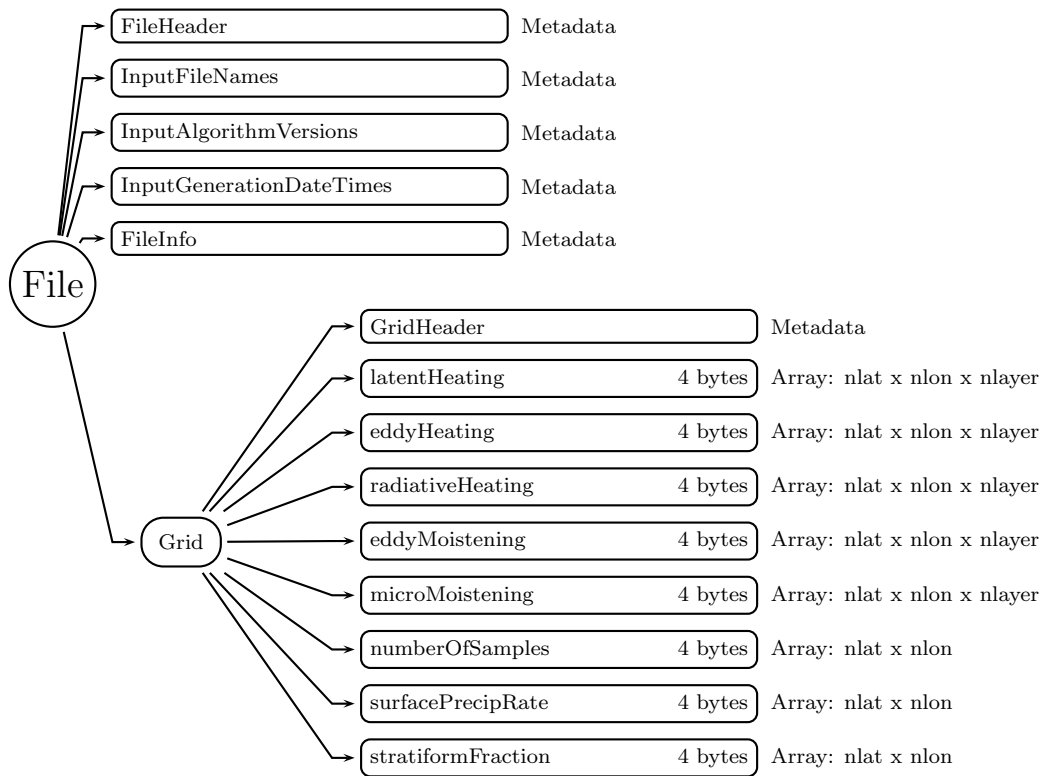 FileHeader Metadata
InputFileNames Metadata
InputAlgorithmVersions Metadata
InputGenerationDateTimes Metadata
FileInfo Metadata
File
GridHeader Metadata
latentHeating 4 bytes Array: nlat x nlon x nlayer
eddyHeating 4 bytes Array: nlat x nlon x nlayer
radiativeHeating 4 bytes Array: nlat x nlon x nlayer
Grid
eddyMoistening 4 bytes Array: nlat x nlon x nlayer
microMoistening 4 bytes Array: nlat x nlon x nlayer
numberOfSamples 4 bytes Array: nlat x nlon
surfacePrecipRate 4 bytes Array: nlat x nlon
stratiformFraction 4 bytes Array: nlat x nlon